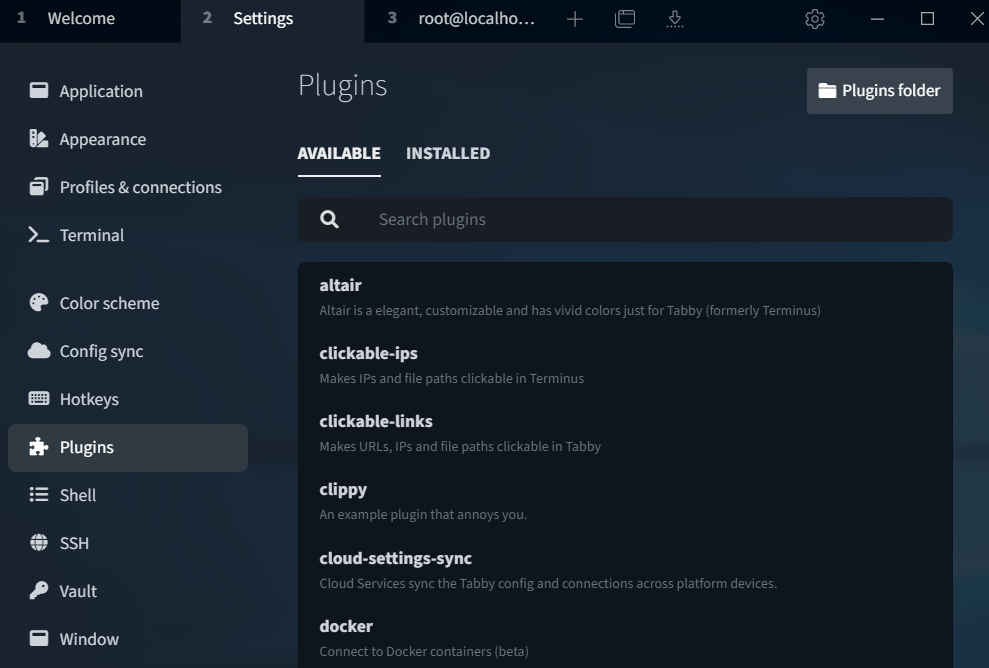 1 Welcome 2 Settings 3 root@localho...
Plugins
Plugins folder
Application
Appearance
Profiles & connections
Terminal
Color scheme
Config sync
Hotkeys
Plugins
Shell
SSH
Vault
Window
AVAILABLE INSTALLED
Search plugins
altair
Altair is a elegant, customizable and has vivid colors just for Tabby (formerly Terminus)
clickable-ips
Makes IPs and file paths clickable in Terminus
clickable-links
Makes URLs, IPs and file paths clickable in Tabby
clippy
An example plugin that annoys you.
cloud-settings-sync
Cloud Services sync the Tabby config and connections across platform devices.
docker
Connect to Docker containers (beta)